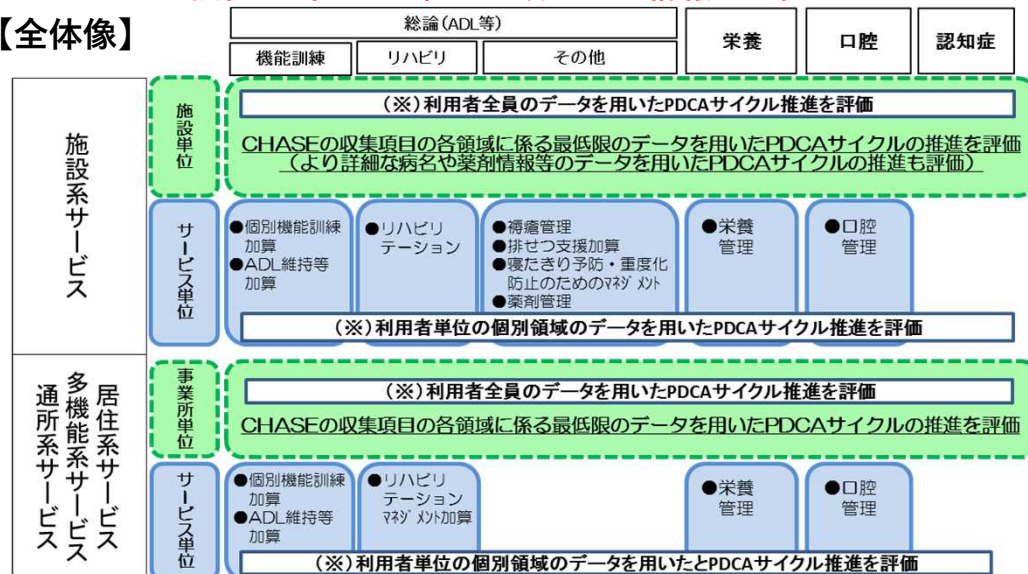 【全体像】
総論(ADL等)
機能訓練
リハビリ
その他
栄養
口腔
認知症
施設系サービス
施設単位
(※)利用者全員のデータを用いたPDCAサイクル推進を評価
CHASEの収集項目の各領域に係る最低限のデータを用いたPDCAサイクルの推進を評価
(より詳細な病名や薬剤情報等のデータを用いたPDCAサイクルの推進も評価)
サービス単位
●個別機能訓練
加算
●ADL維持等
加算
●リハビリ
テーション
●褥瘡管理
●排せつ支援加算
●寝たきり予防・重度化
防止のためのﾏﾈｼﾞﾒﾝﾄ
●薬剤管理
●栄養
管理
●口腔
管理
(※)利用者単位の個別領域のデータを用いたPDCAサイクル推進を評価
居住系サービス
多機能系サービス
通所系サービス
事業所単位
(※)利用者全員のデータを用いたPDCAサイクル推進を評価
CHASEの収集項目の各領域に係る最低限のデータを用いたPDCAサイクルの推進を評価
サービス単位
●個別機能訓練
加算
●ADL維持等
加算
●リハビリ
テーション
ﾏﾈｼﾞﾒﾝﾄ加算
●栄養
管理
●口腔
管理
(※)利用者単位の個別領域のデータを用いたとPDCAサイクル推進を評価